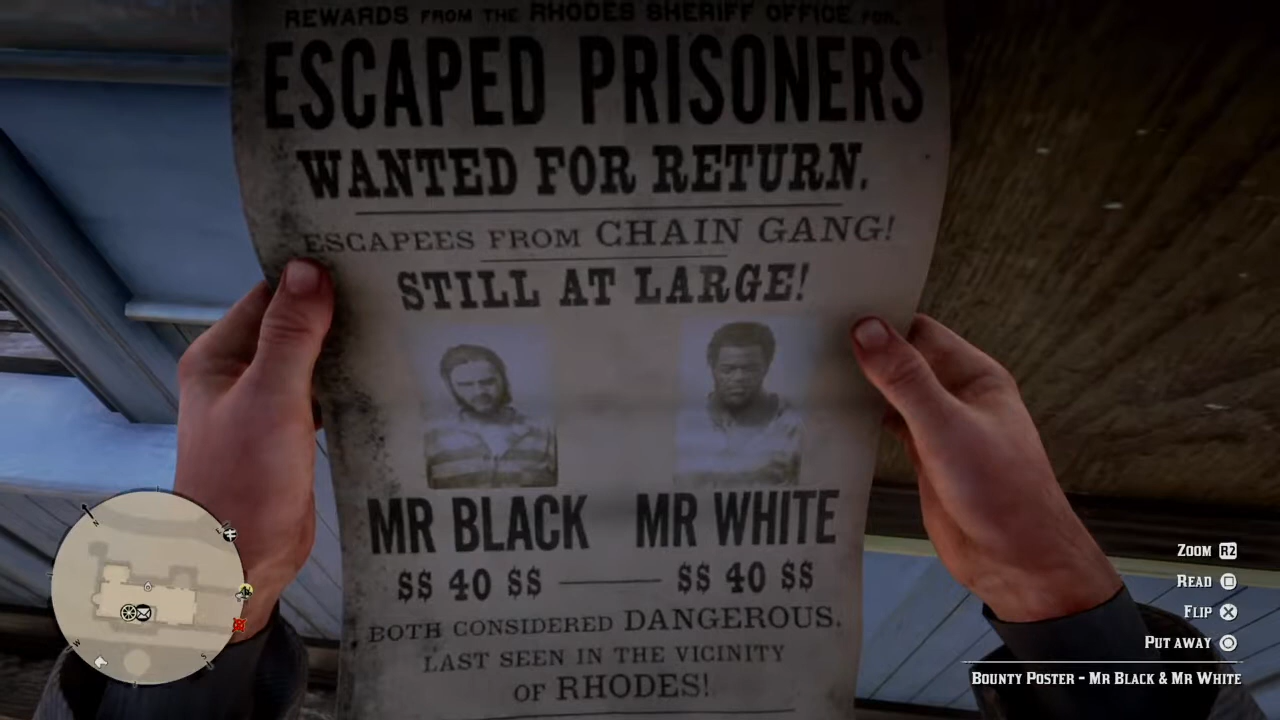 REWARDS FROM THE RHODES SHERIFF OFFICE FOR.
ESCAPED PRISONERS
WANTED FOR RETURN.
ESCAPEES FROM CHAIN GANG!
STILL AT LARGE!
MR BLACK MR WHITE
$$ 40 $$ $$ 40 $$
BOTH CONSIDERED DANGEROUS.
LAST SEEN IN THE VICINITY
OF RHODES!
ZOOM R2
READ
FLIP
PUT AWAY
BOUNTY POSTER - MR BLACK & MR WHITE
N
W
S